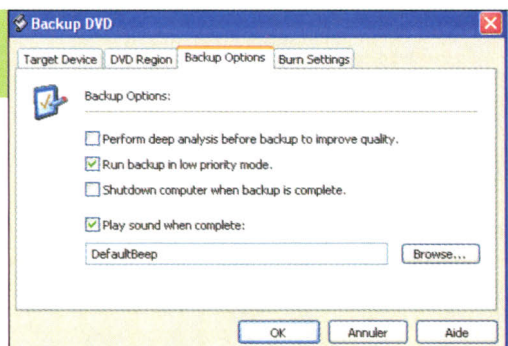 Backup DVD
Target Device DVD Region Backup Options Burn Settings
Backup Options:
Perform deep analysis before backup to improve quality.
Run backup in low priority mode.
Shutdown computer when backup is complete.
Play sound when complete:
DefaultBeep Browse...
OK Annuler Aide